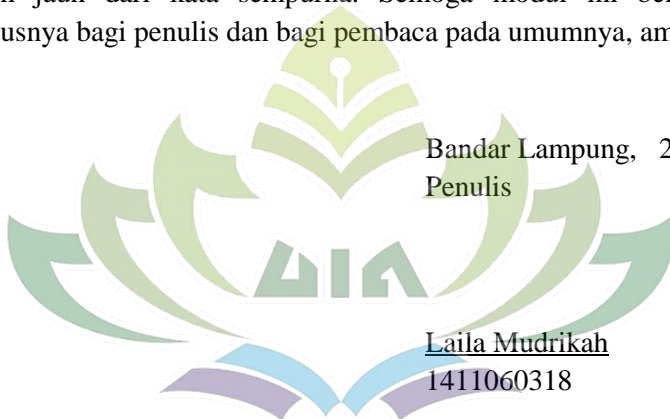 jauh dari kata sempurna. Semoga modul ini
usnya bagi penulis dan bagi pembaca pada umumnya, am
Bandar Lampung, 2
Penulis
UIN
Laila Mudrikah
1411060318